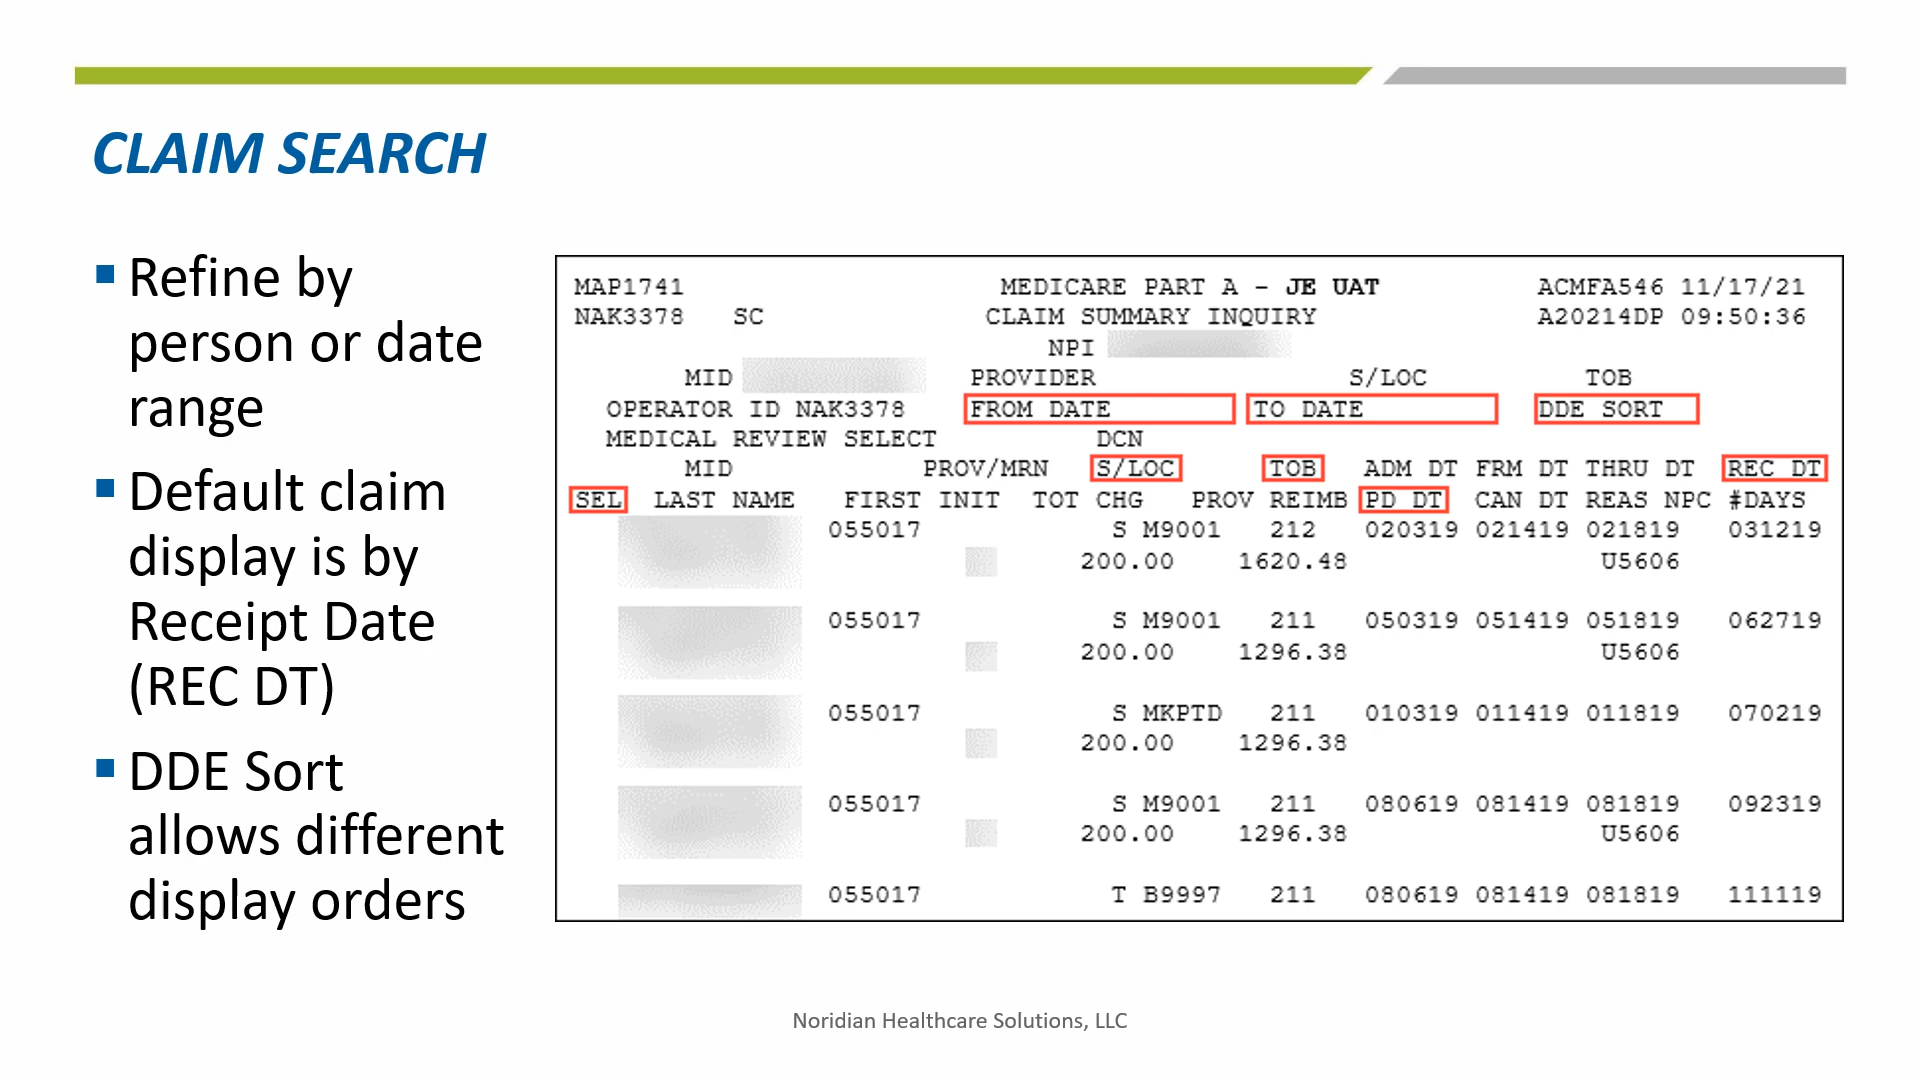 CLAIM SEARCH
Refine by
person or date
range
Default claim
display is by
Receipt Date
(REC DT)
DDE Sort
allows different
display orders
MAP1741 MEDICARE PART A - JE UAT ACMFA546 11/17/21
NAK3378 SC CLAIM SUMMARY INQUIRY A20214DP 09:50:36
NPI
MID PROVIDER S/LOC TOB
OPERATOR ID NAK3378 FROM DATE TO DATE DDE SORT
MEDICAL REVIEW SELECT DCN
MID PROV/MRN S/LOC TOB ADM DT FRM DT THRU DT REC DT
SEL LAST NAME FIRST INIT TOT CHG PROV REIMB PD DT CAN DT REAS NPC #DAYS
055017 S M9001 212 020319 021419 021819 031219
200.00 1620.48 U5606
055017 S M9001 211 050319 051419 051819 062719
200.00 1296.38 U5606
055017 S MKPTD 211 010319 011419 011819 070219
200.00 1296.38
055017 S M9001 211 080619 081419 081819 092319
200.00 1296.38 U5606
055017 T B9997 211 080619 081419 081819 111119
Noridian Healthcare Solutions, LLC